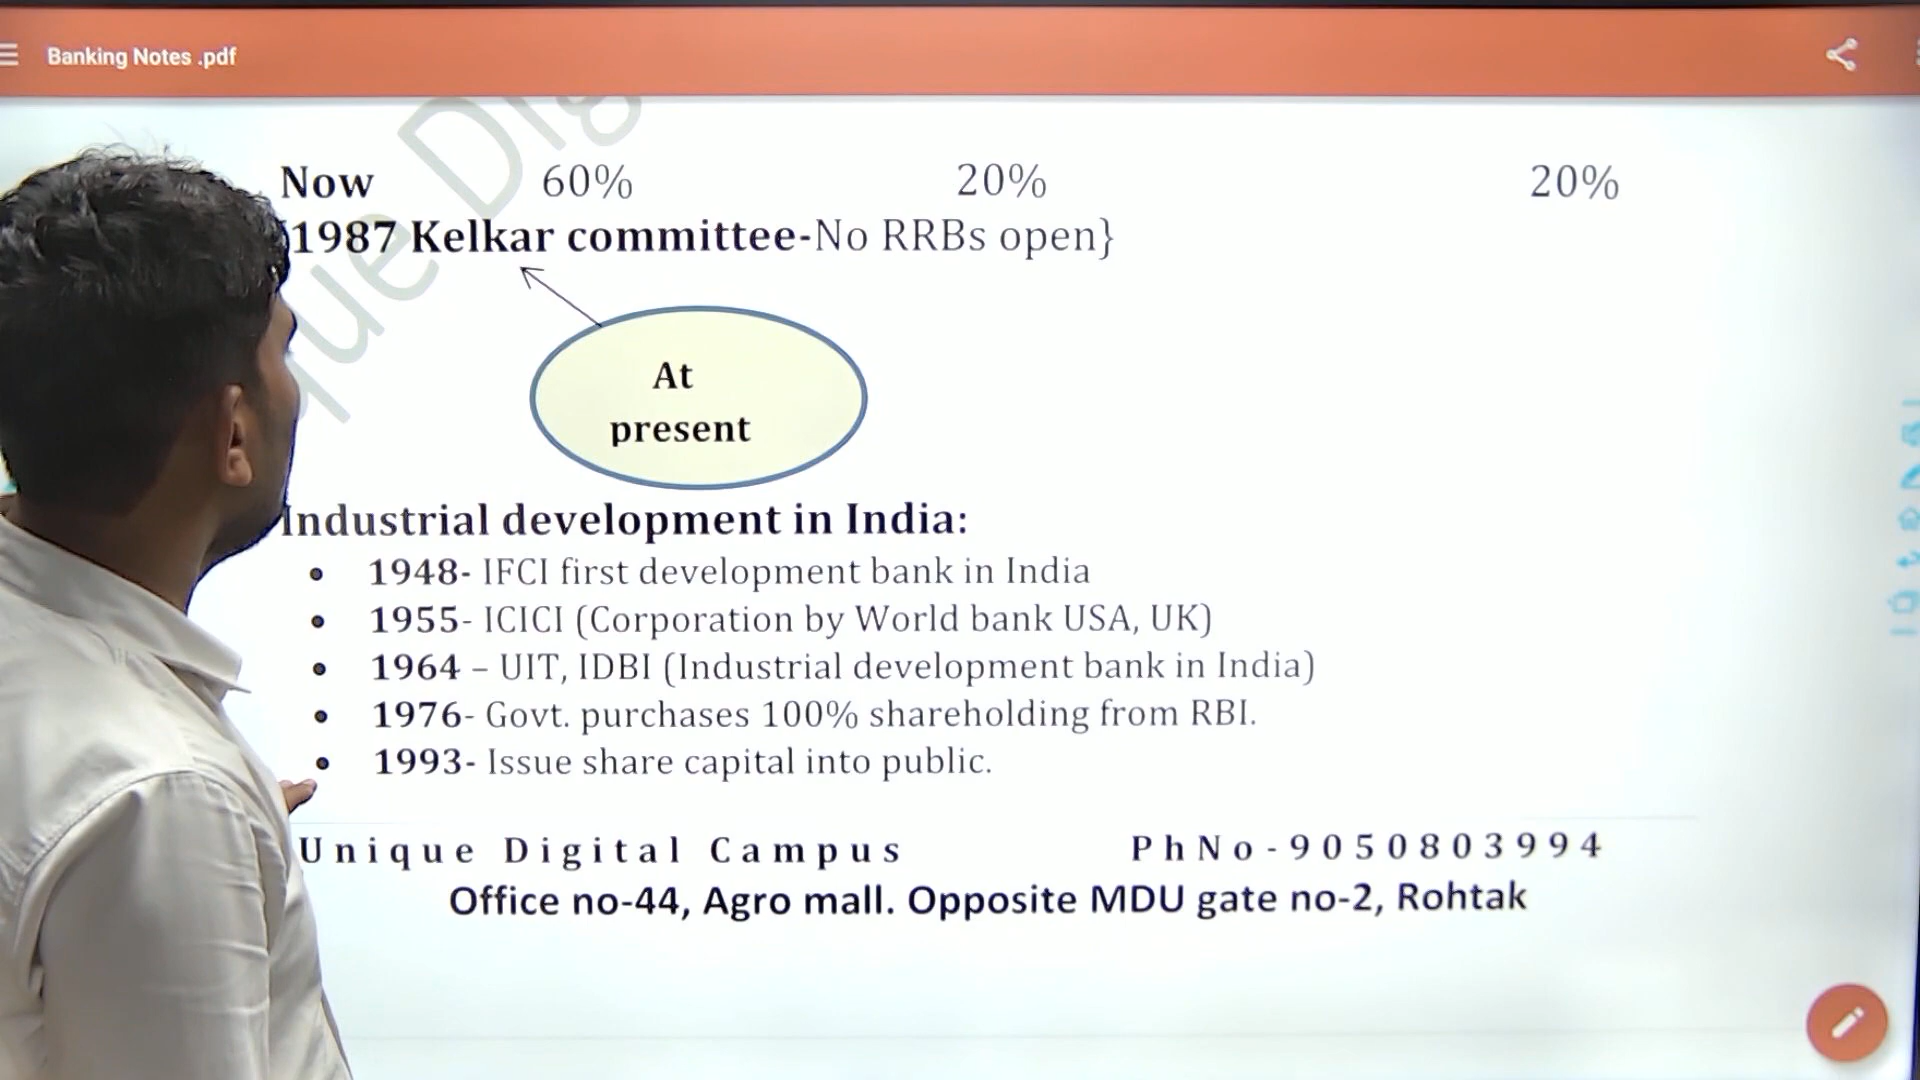 Banking Notes .pdf
Now 60% 20% 20%
1987 Kelkar committee-No RRBs open}
At
present
Industrial development in India:
• 1948- IFCI first development bank in India
• 1955- ICICI (Corporation by World bank USA, UK)
• 1964 – UIT, IDBI (Industrial development bank in India)
• 1976- Govt. purchases 100% shareholding from RBI.
• 1993- Issue share capital into public.
Unique Digital Campus PhNo-9050803994
Office no-44, Agro mall. Opposite MDU gate no-2, Rohtak